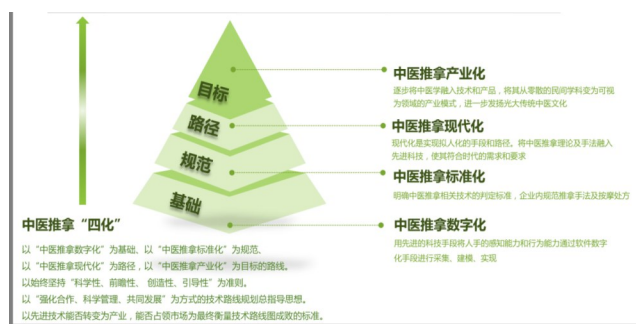 目标
路径
规范
基础
中医推拿产业化
逐步将中医学融入技术和产品，将其从零散的民间学科变为可视
为领域的产业模式，进一步发扬光大传统中医文化
中医推拿现代化
现代化是实现拟人化的手段和路径。将中医推拿理论及手法融入
先进科技，使其符合时代的需求和要求
中医推拿标准化
明确中医推拿相关技术的判定标准，企业内规范推拿手法及按摩处方
中医推拿数字化
用先进的科技手段将人手的感知能力和行为能力通过软件数字
化手段进行采集、建模、实现
中医推拿“四化”
以“中医推拿数字化”为基础、以“中医推拿标准化”为规范、
以“中医推拿现代化”为路径，以“中医推拿产业化”为目标的路线。
以始终坚持“科学性、前瞻性、 创造性、引导性”为准则。
以“强化合作、科学管理、共同发展”为方式的技术路线规划总指导思想。
以先进技术能否转变为产业，能否占领市场为最终衡量技术路线图成败的标准。